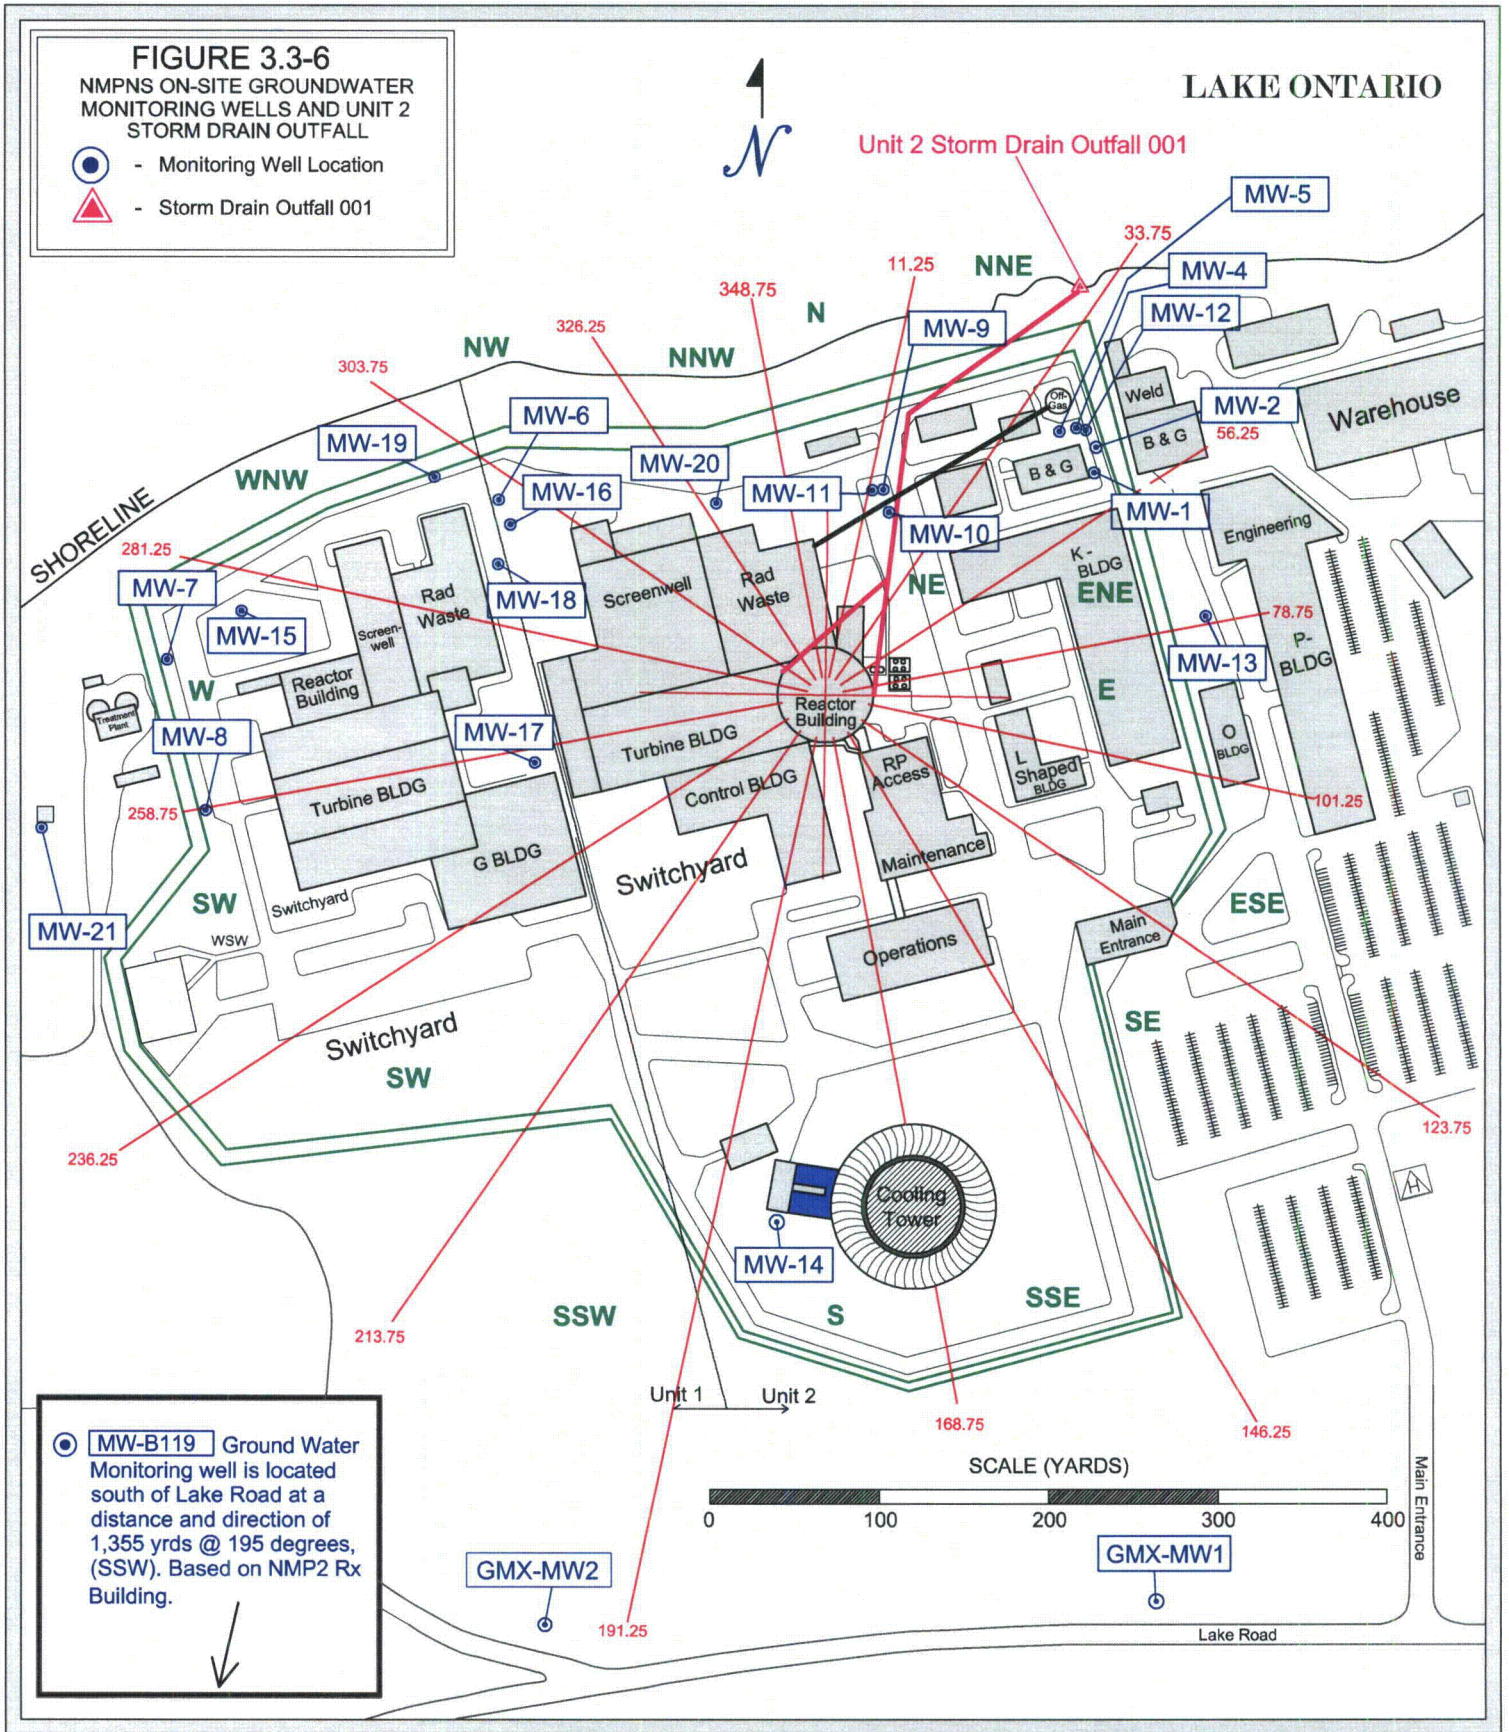 FIGURE 3.3-6
NMPNS ON-SITE GROUNDWATER
MONITORING WELLS AND UNIT 2
STORM DRAIN OUTFALL
- Monitoring Well Location
- Storm Drain Outfall 001
N
LAKE ONTARIO
Unit 2 Storm Drain Outfall 001
MW-5
33.75
MW-4
11.25
NNE
348.75
MW-12
N
326.25
MW-9
NW
NNW
303.75
Weld
Off-
Gas
MW-2
Warehouse
MW-6
56.25
B & G
MW-19
MW-20
B & G
WNW
MW-16
MW-11
MW-1
SHORELINE
MW-10
Engineering
281.25
K-
BLDG
MW-7
Rad
Waste
Screenwell
Rad
Waste
NE
ENE
MW-18
78.75
MW-15
Screen-
well
P-
BLDG
MW-13
W
Reactor
Building
E
Treatment
Plant
Reactor
Building
MW-8
MW-17
Turbine BLDG
O
BLDG
RP
Access
L
Shaped
BLDG
Control BLDG
Turbine BLDG
258.75
101.25
G BLDG
Maintenance
Switchyard
SW
Switchyard
ESE
MW-21
WSW
Main
Entrance
Operations
SE
Switchyard
SW
123.75
236.25
H
Cooling
Tower
MW-14
SSE
S
SSW
213.75
Unit 1
Unit 2
168.75
146.25
MW-B119 Ground Water
Monitoring well is located
south of Lake Road at a
distance and direction of
1,355 yrds @ 195 degrees,
(SSW). Based on NMP2 Rx
Building.
SCALE (YARDS)
0 100 200 300 400
Main Entrance
GMX-MW2
GMX-MW1
191.25
Lake Road